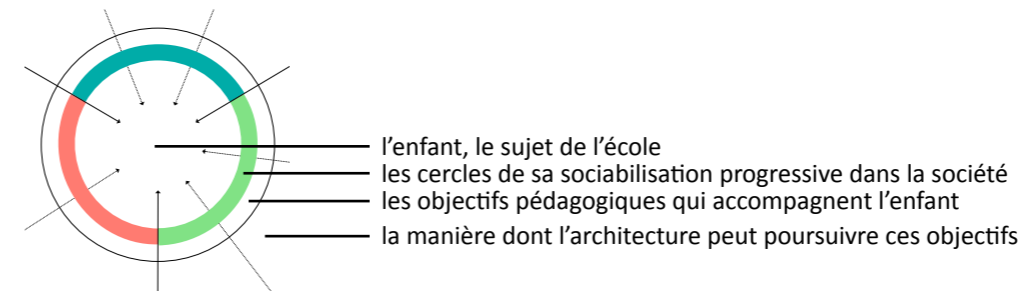 l’enfant, le sujet de l’école
les cercles de sa sociabilisation progressive dans la société
les objectifs pédagogiques qui accompagnent l’enfant
la manière dont l’architecture peut poursuivre ces objectifs